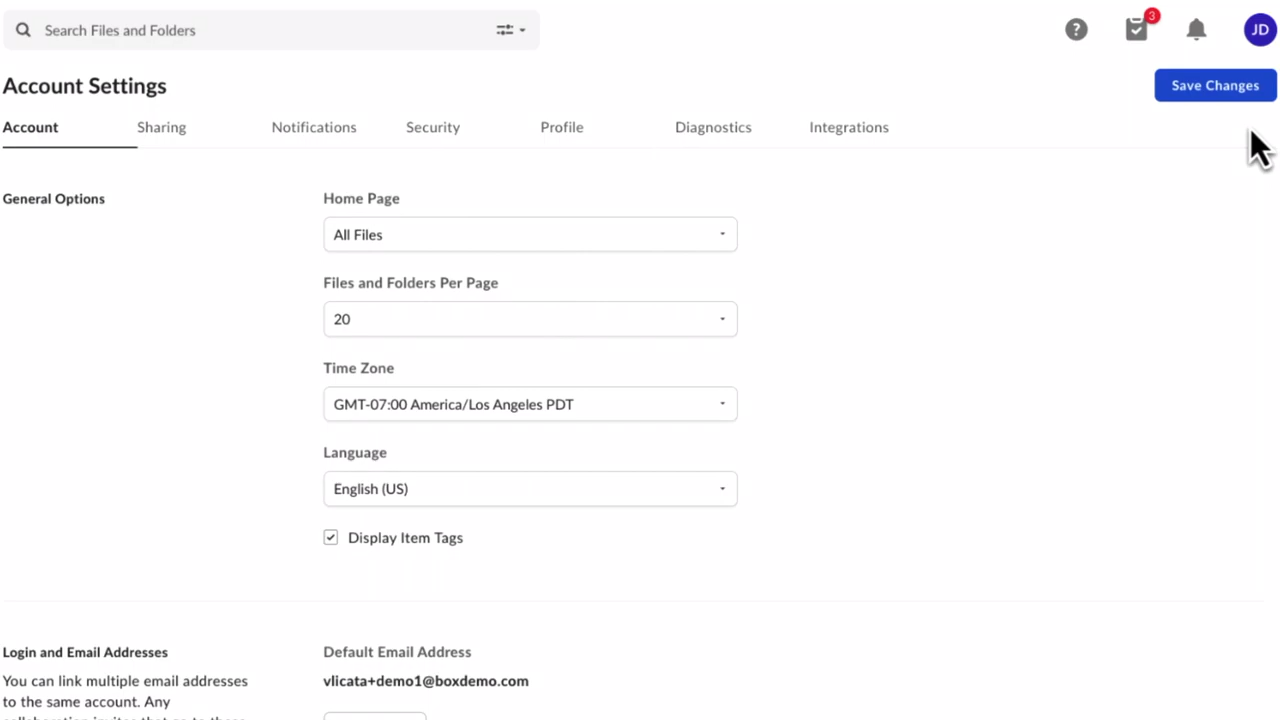 Search Files and Folders
?
3
JD
Account Settings
Save Changes
Account
Sharing
Notifications
Security
Profile
Diagnostics
Integrations
General Options
Home Page
All Files
Files and Folders Per Page
20
Time Zone
GMT-07:00 America/Los Angeles PDT
Language
English (US)
Display Item Tags
Login and Email Addresses
You can link multiple email addresses
to the same account. Any
Default Email Address
vlicata+demo1@boxdemo.com